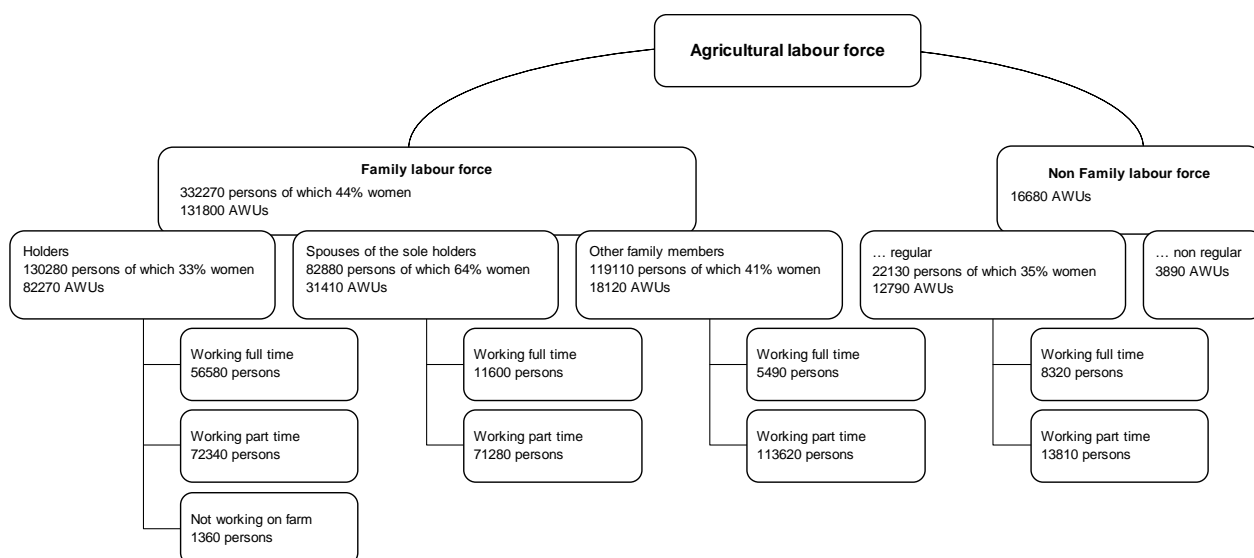 Agricultural labour force
Family labour force
332270 persons of which 44% women
131800 AWUs
Non Family labour force
16680 AWUs
Holders
130280 persons of which 33% women
82270 AWUs
Spouses of the sole holders
82880 persons of which 64% women
31410 AWUs
Other family members
119110 persons of which 41% women
18120 AWUs
... regular
22130 persons of which 35% women
12790 AWUs
... non regular
3890 AWUs
Working full time
56580 persons
Working full time
11600 persons
Working full time
5490 persons
Working full time
8320 persons
Working part time
72340 persons
Working part time
71280 persons
Working part time
113620 persons
Working part time
13810 persons
Not working on farm
1360 persons